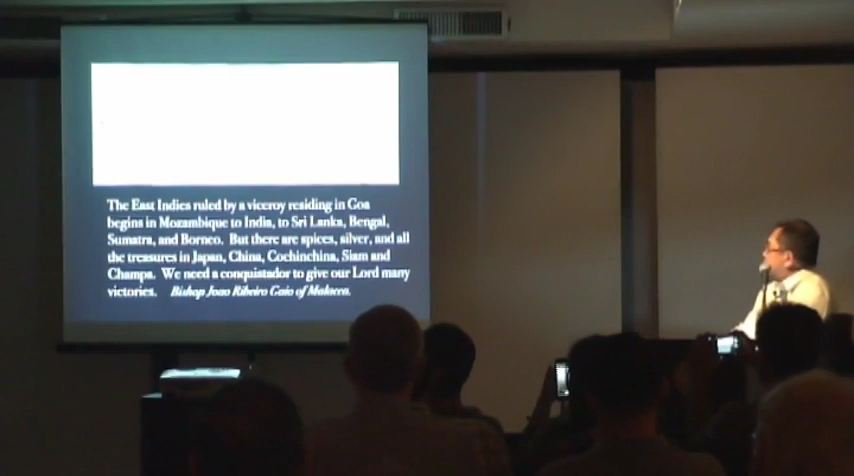 The East Indies ruled by a viceroy residing in Goa
begins in Mozambique to India, to Sri Lanka, Bengal,
Sumatra, and Borneo. But there are spices, silver, and all
the treasures in Japan, China, Cochinchina, Siam and
Champa. We need a conquistador to give our Lord many
victories. Bishop Joao Ribeiro Gaio of Malacca.